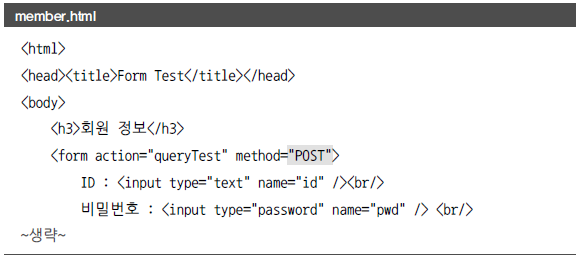 member.html
<html>
<head><title>Form Test</title></head>
<body>
<h3>회원 정보</h3>
<form action="queryTest" method="POST">
ID : <input type="text" name="id" /><br/>
비밀번호 : <input type="password" name="pwd" /> <br/>
~생략~